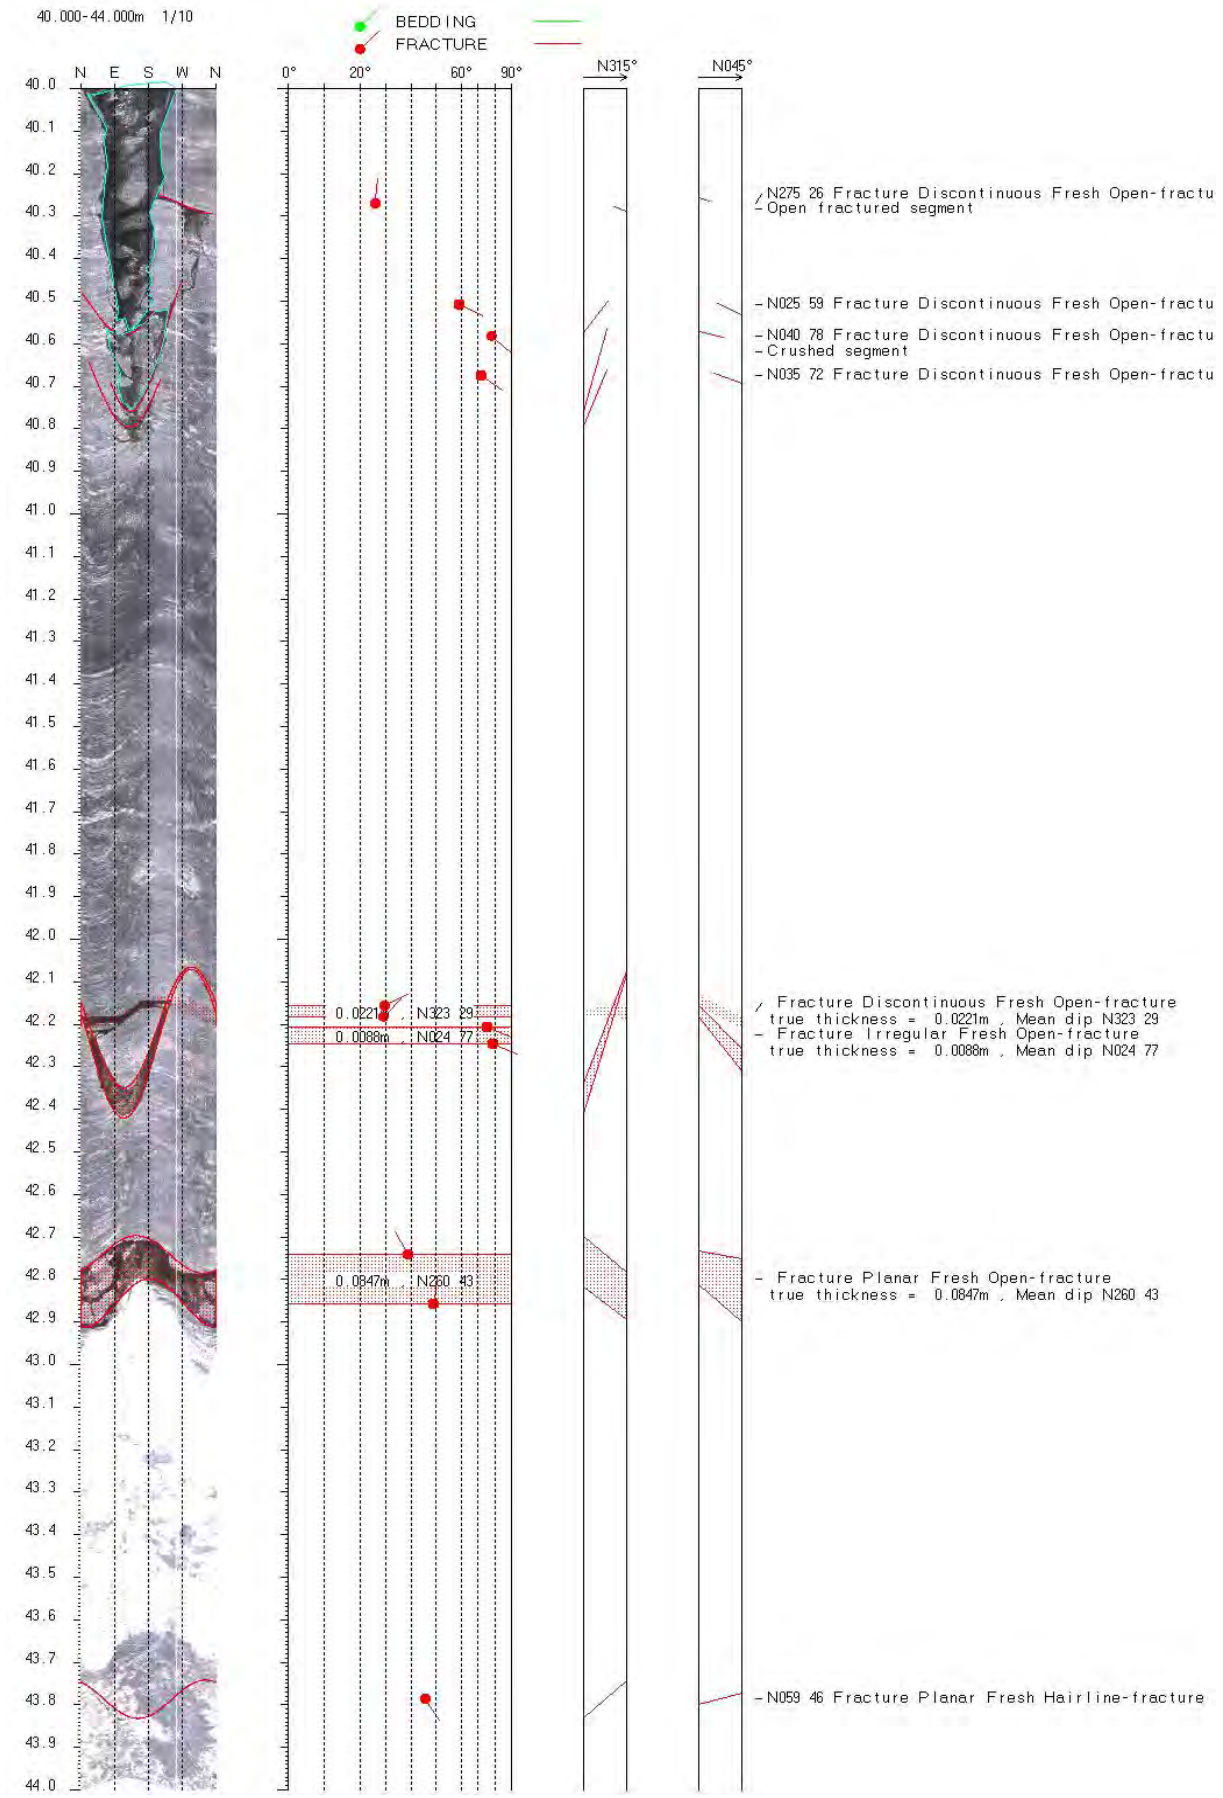 40.000-44.000m 1/10
BEDDING
FRACTURE
N E S W N
0° 20° 60° 90°
N315°
N045°
40.0
40.1
40.2
40.3
40.4
40.5
40.6
40.7
40.8
40.9
41.0
41.1
41.2
41.3
41.4
41.5
41.6
41.7
41.8
41.9
42.0
42.1
42.2
42.3
42.4
42.5
42.6
42.7
42.8
42.9
43.0
43.1
43.2
43.3
43.4
43.5
43.6
43.7
43.8
43.9
44.0
0.0221m , N323 29
0.0088m , N024 77
0.0847m , N260 43
N275 26 Fracture Discontinuous Fresh Open-fractu
Open fractured segment
N025 59 Fracture Discontinuous Fresh Open-fractu
N040 78 Fracture Discontinuous Fresh Open-fractu
Crushed segment
N035 72 Fracture Discontinuous Fresh Open-fractu
Fracture Discontinuous Fresh Open-fracture
true thickness = 0.0221m , Mean dip N323 29
Fracture Irregular Fresh Open-fracture
true thickness = 0.0088m , Mean dip N024 77
Fracture Planar Fresh Open-fracture
true thickness = 0.0847m , Mean dip N260 43
N059 46 Fracture Planar Fresh Hairline-fracture